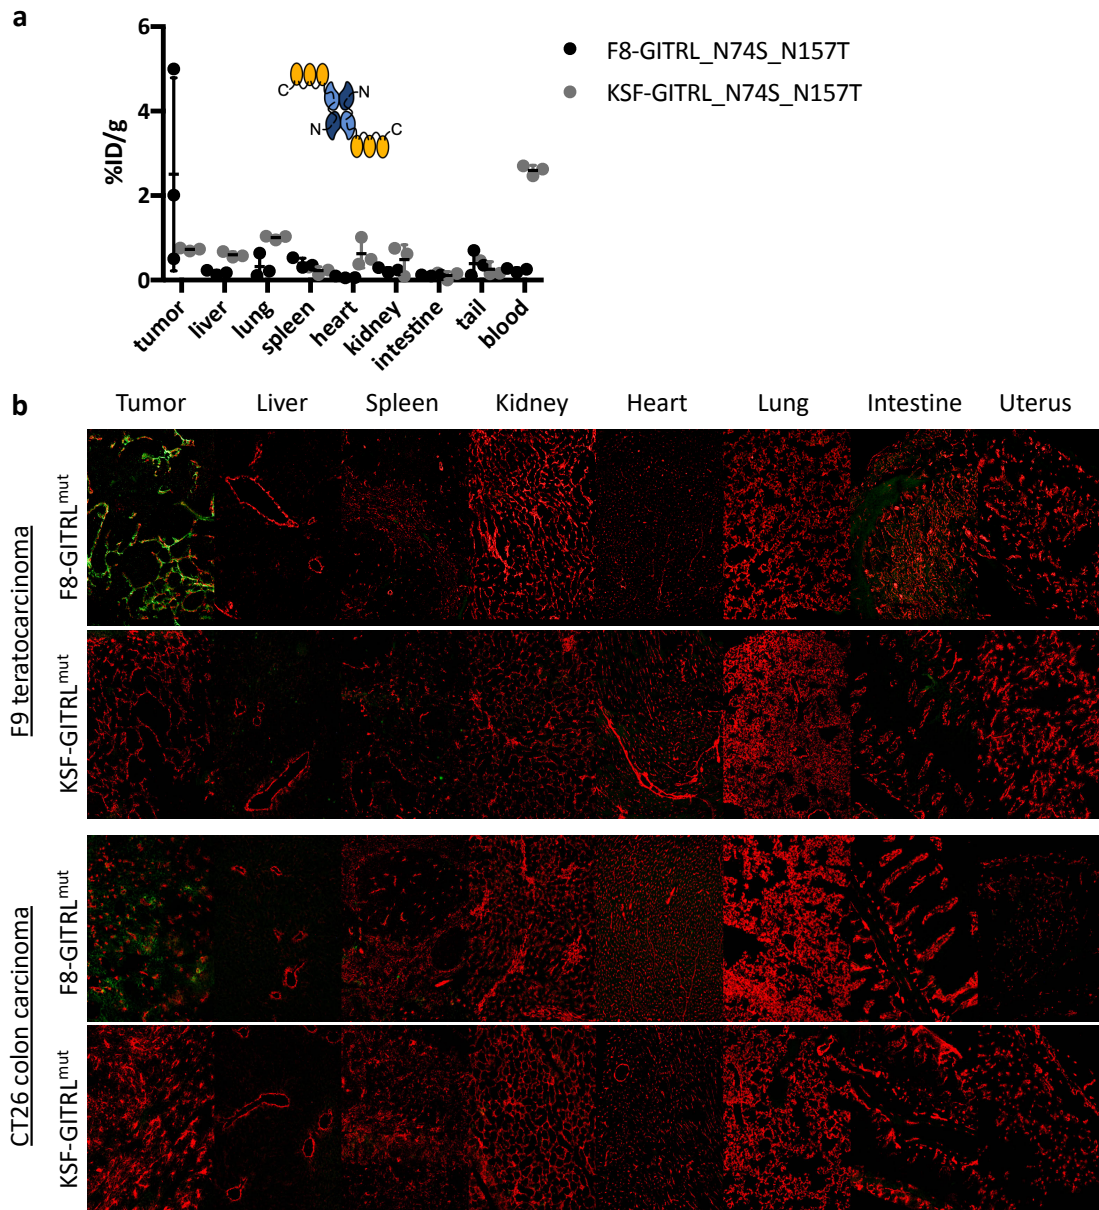 a
6
4
2
0
%ID/g
C
N
N
C
F8-GITRL_N74S_N157T
KSF-GITRL_N74S_N157T
tumor
liver
lung
spleen
heart
kidney
intestine
tail
blood
b
Tumor Liver Spleen Kidney Heart Lung Intestine Uterus
F9 teratocarcinoma
F8-GITRLmut
KSF-GITRLmut
CT26 colon carcinoma
F8-GITRLmut
KSF-GITRLmut